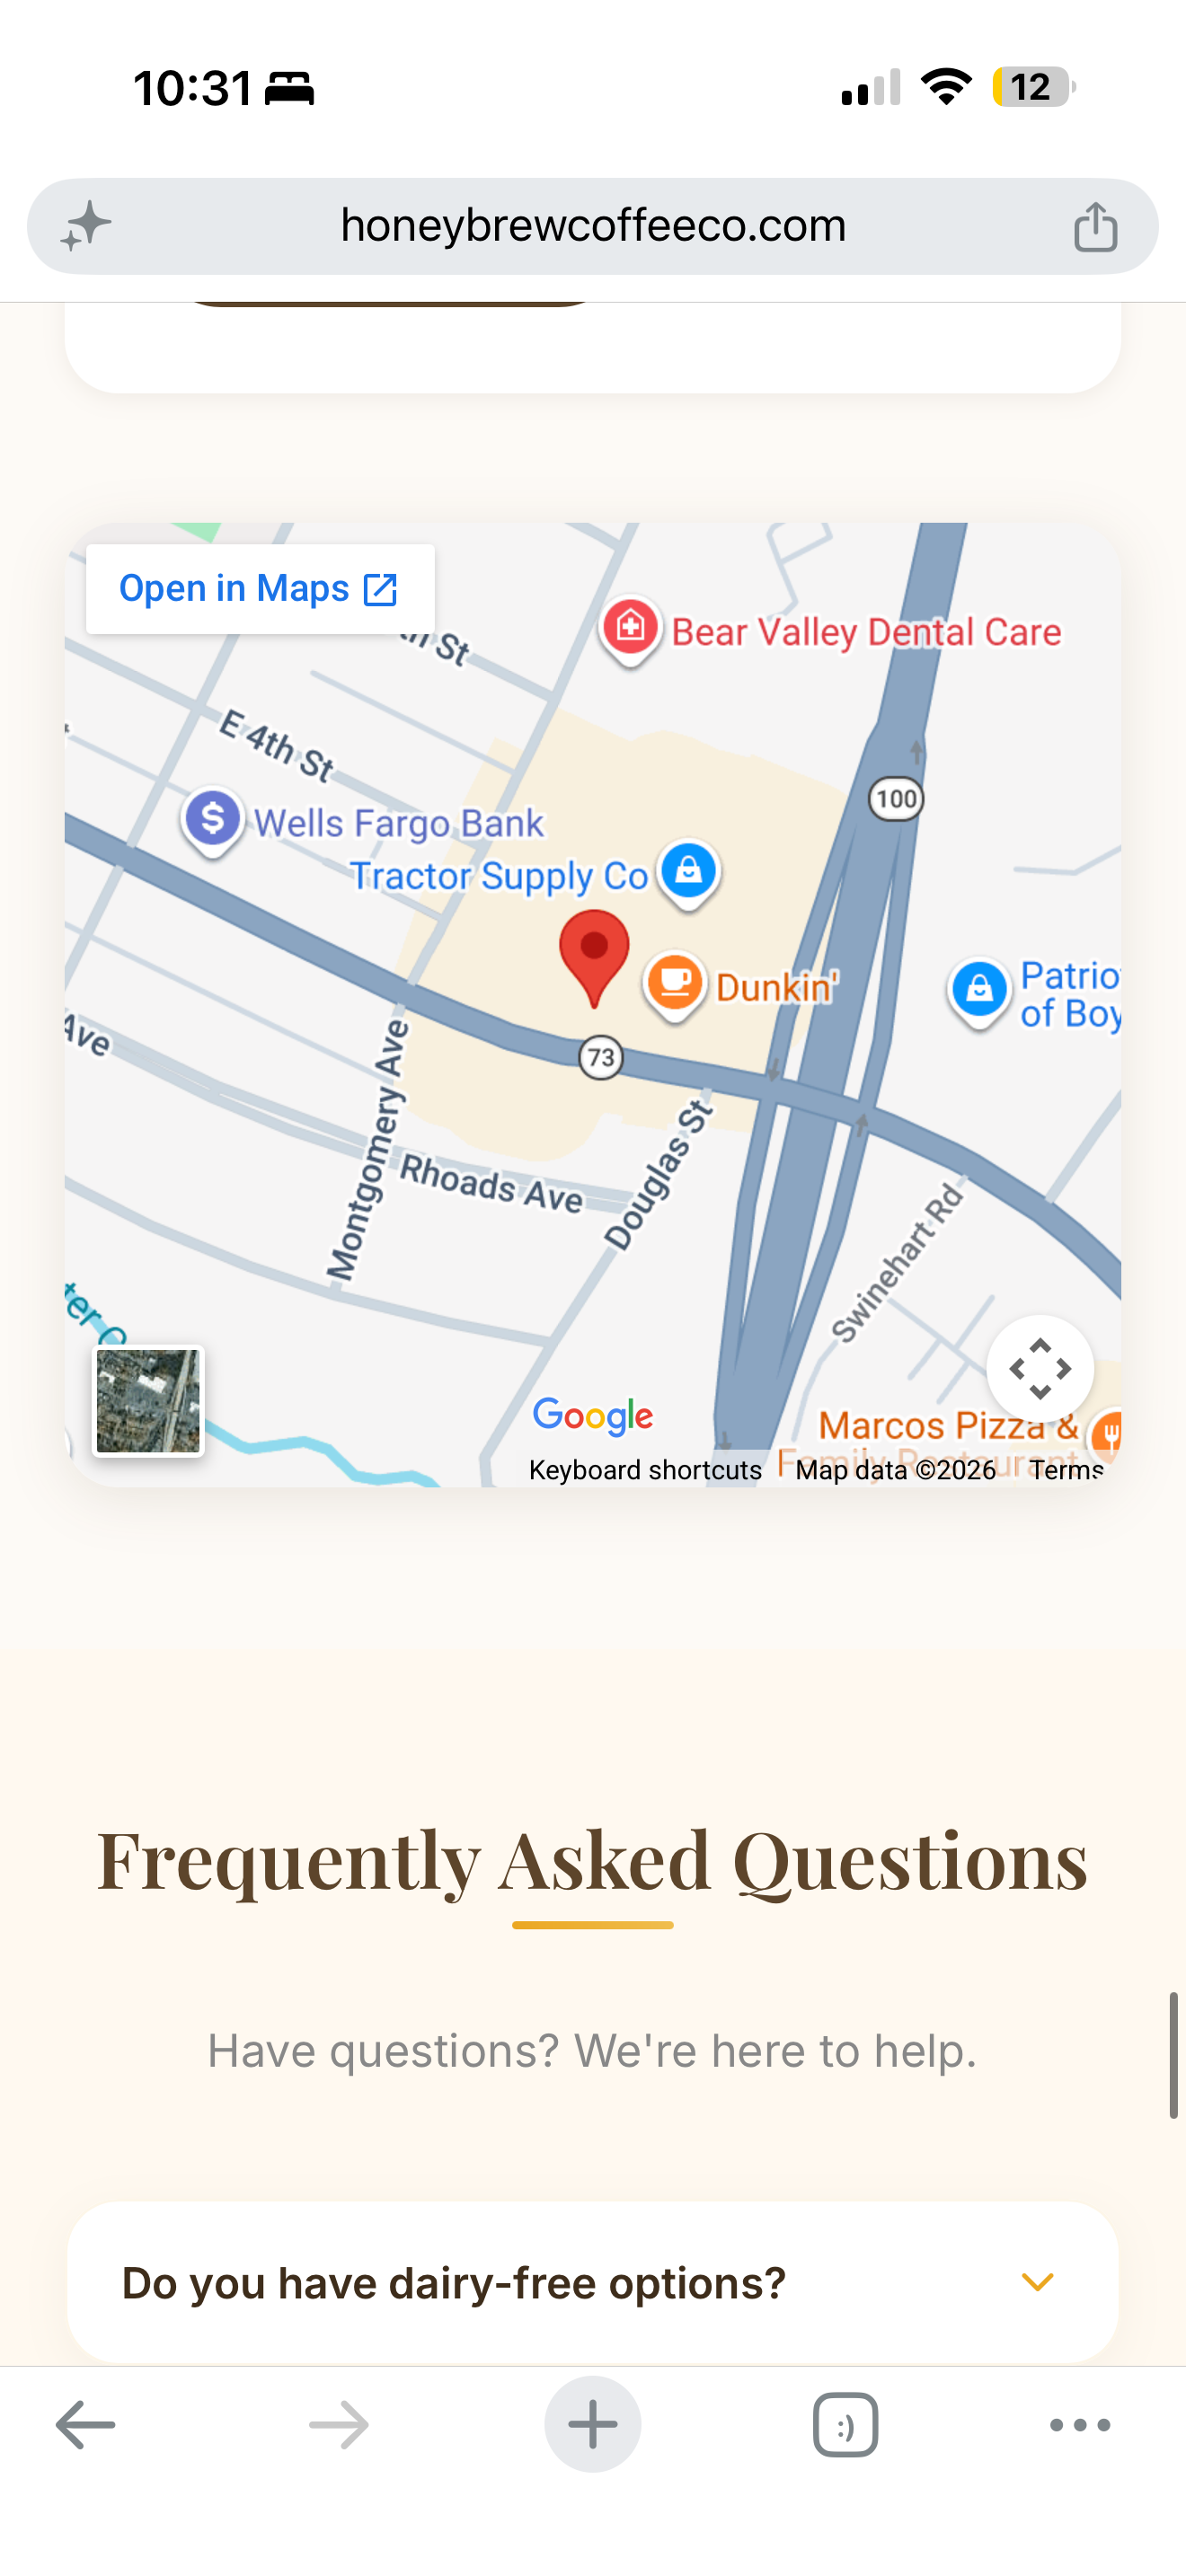 10:31
12
honeybrewcoffeeco.com
Open in Maps
St
Bear Valley Dental Care
E 4th St
100
Wells Fargo Bank
Tractor Supply Co
Dunkin'
Patrio
of Boy
Ave
73
Montgomery Ave
Rhoads Ave
Douglas St
Swinehart Rd
Google
Marcos Pizza &
Family Restaurant
Keyboard shortcuts
Map data ©2026
Terms
Frequently Asked Questions
Have questions? We're here to help.
Do you have dairy-free options?
:)